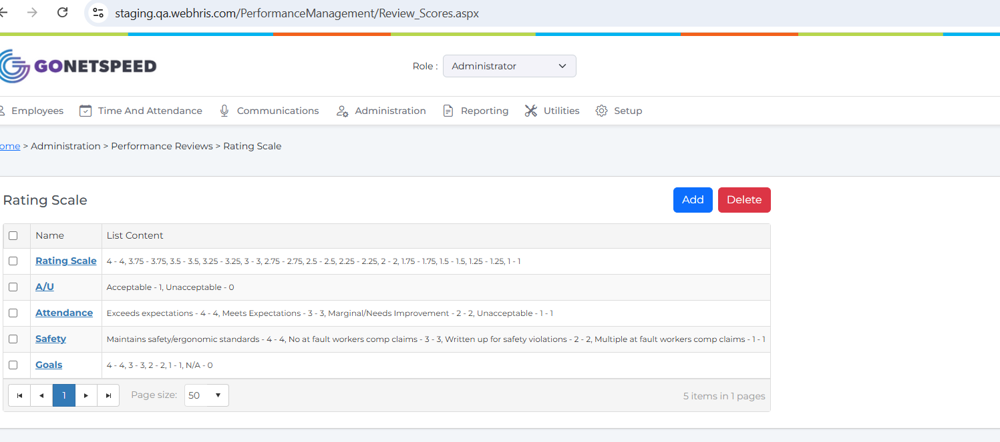 staging.qa.webhris.com/PerformanceManagement/Review_Scores.aspx
GONETSPEED
Role : Administrator
Employees Time And Attendance Communications Administration Reporting Utilities Setup
ome > Administration > Performance Reviews > Rating Scale
Rating Scale Add Delete
Name List Content
Rating Scale 4 - 4, 3.75 - 3.75, 3.5 - 3.5, 3.25 - 3.25, 3 - 3, 2.75 - 2.75, 2.5 - 2.5, 2.25 - 2.25, 2 - 2, 1.75 - 1.75, 1.5 - 1.5, 1.25 - 1.25, 1 - 1
A/U Acceptable - 1, Unacceptable - 0
Attendance Exceeds expectations - 4 - 4, Meets Expectations - 3 - 3, Marginal/Needs Improvement - 2 - 2, Unacceptable - 1 - 1
Safety Maintains safety/ergonomic standards - 4 - 4, No at fault workers comp claims - 3 - 3, Written up for safety violations - 2 - 2, Multiple at fault workers comp claims - 1 - 1
Goals 4 - 4, 3 - 3, 2 - 2, 1 - 1, N/A - 0
1 Page size: 50 5 items in 1 pages